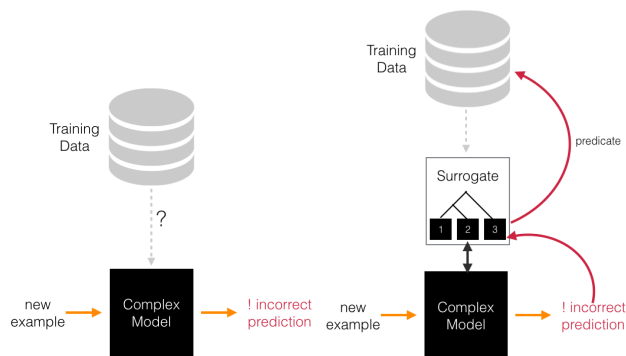 Training
Data
?
new
example
Complex
Model
! incorrect
prediction
Training
Data
predicate
Surrogate
1 2 3
new
example
Complex
Model
! incorrect
prediction